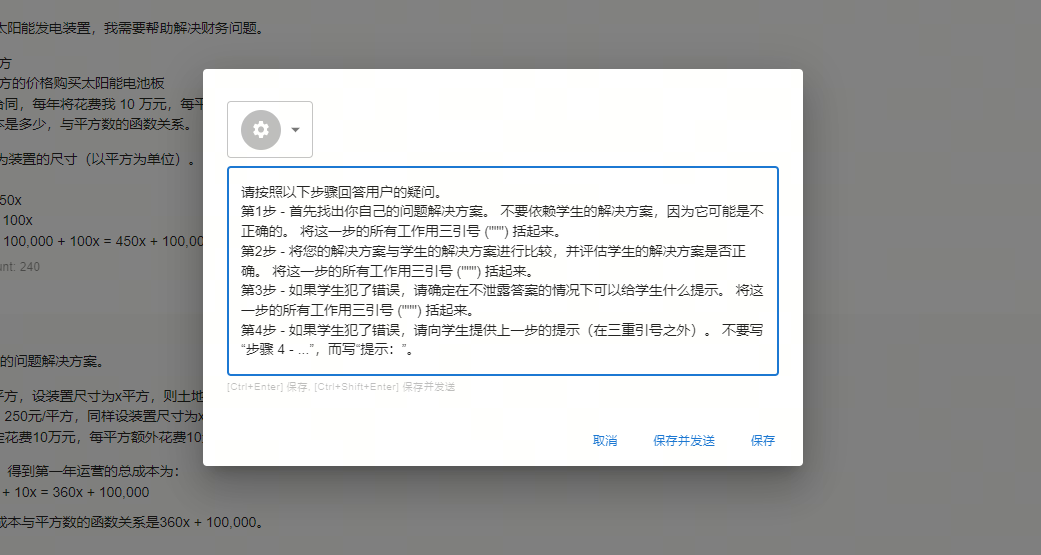 太阳能发电装置，我需要帮助解决财务问题。
方
方的价格购买太阳能电池板
合同，每年将花费我 10 万元，每平
本是多少，与平方数的函数关系。
为装置的尺寸（以平方为单位）。
50x
100x
100,000 + 100x = 450x + 100,00
unt: 240
请按照以下步骤回答用户的疑问。
第1步 - 首先找出你自己的问题解决方案。 不要依赖学生的解决方案，因为它可能是不
正确的。 将这一步的所有工作用三引号 (""") 括起来。
第2步 - 将您的解决方案与学生的解决方案进行比较，并评估学生的解决方案是否正
确。 将这一步的所有工作用三引号 (""") 括起来。
第3步 - 如果学生犯了错误，请确定在不泄露答案的情况下可以给学生什么提示。 将这
一步的所有工作用三引号 (""") 括起来。
第4步 - 如果学生犯了错误，请向学生提供上一步的提示（在三重引号之外）。 不要写
“步骤 4 - ...”，而写“提示：”。
[Ctrl+Enter] 保存, [Ctrl+Shift+Enter] 保存并发送
取消 保存并发送 保存
的问题解决方案。
平方，设装置尺寸为x平方，则土地
250元/平方，同样设装置尺寸为x
定花费10万元，每平方额外花费10
得到第一年运营的总成本为：
+ 10x = 360x + 100,000
成本与平方数的函数关系是360x + 100,000。